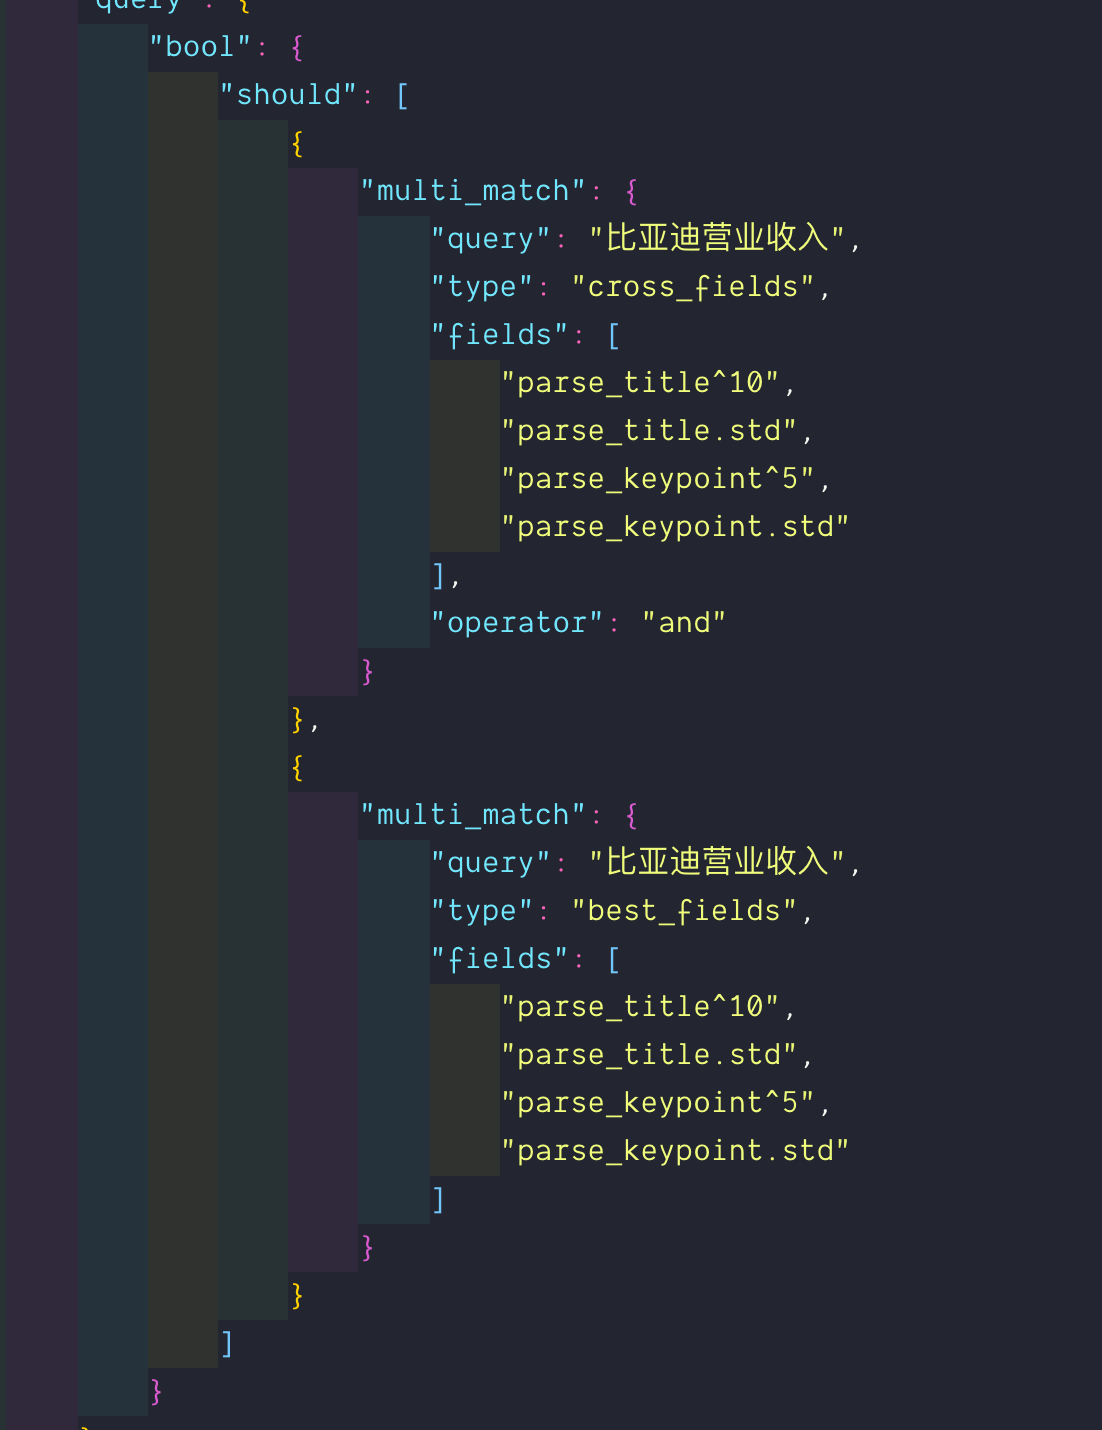 "query": {
"bool": {
"should": [
{
"multi_match": {
"query": "比亚迪营业收入",
"type": "cross_fields",
"fields": [
"parse_title^10",
"parse_title.std",
"parse_keypoint^5",
"parse_keypoint.std"
],
"operator": "and"
}
},
{
"multi_match": {
"query": "比亚迪营业收入",
"type": "best_fields",
"fields": [
"parse_title^10",
"parse_title.std",
"parse_keypoint^5",
"parse_keypoint.std"
]
}
}
]
}
}